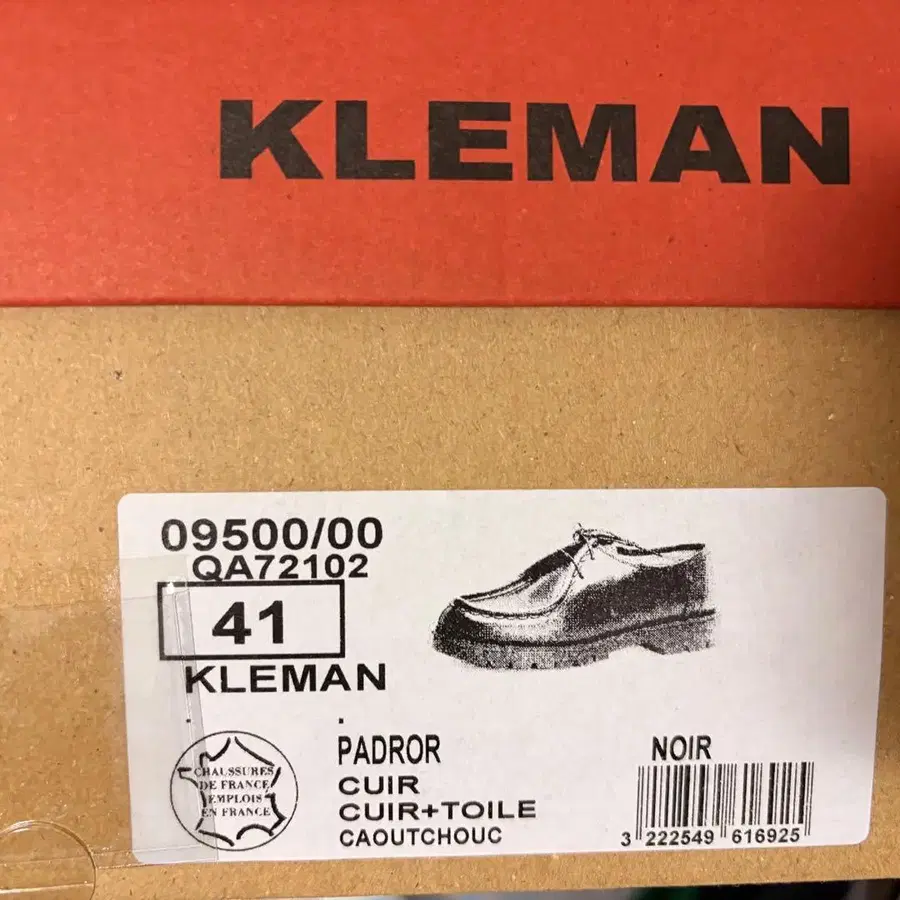 KLEMAN
09500/00
QA72102
41
KLEMAN
. .
PADROR NOIR
CUIR
CUIR+TOILE
CAOUTCHOUC
CHAUSSURES
DE FRANCE
EMPLOIS
EN FRANCE
3 222549 616925